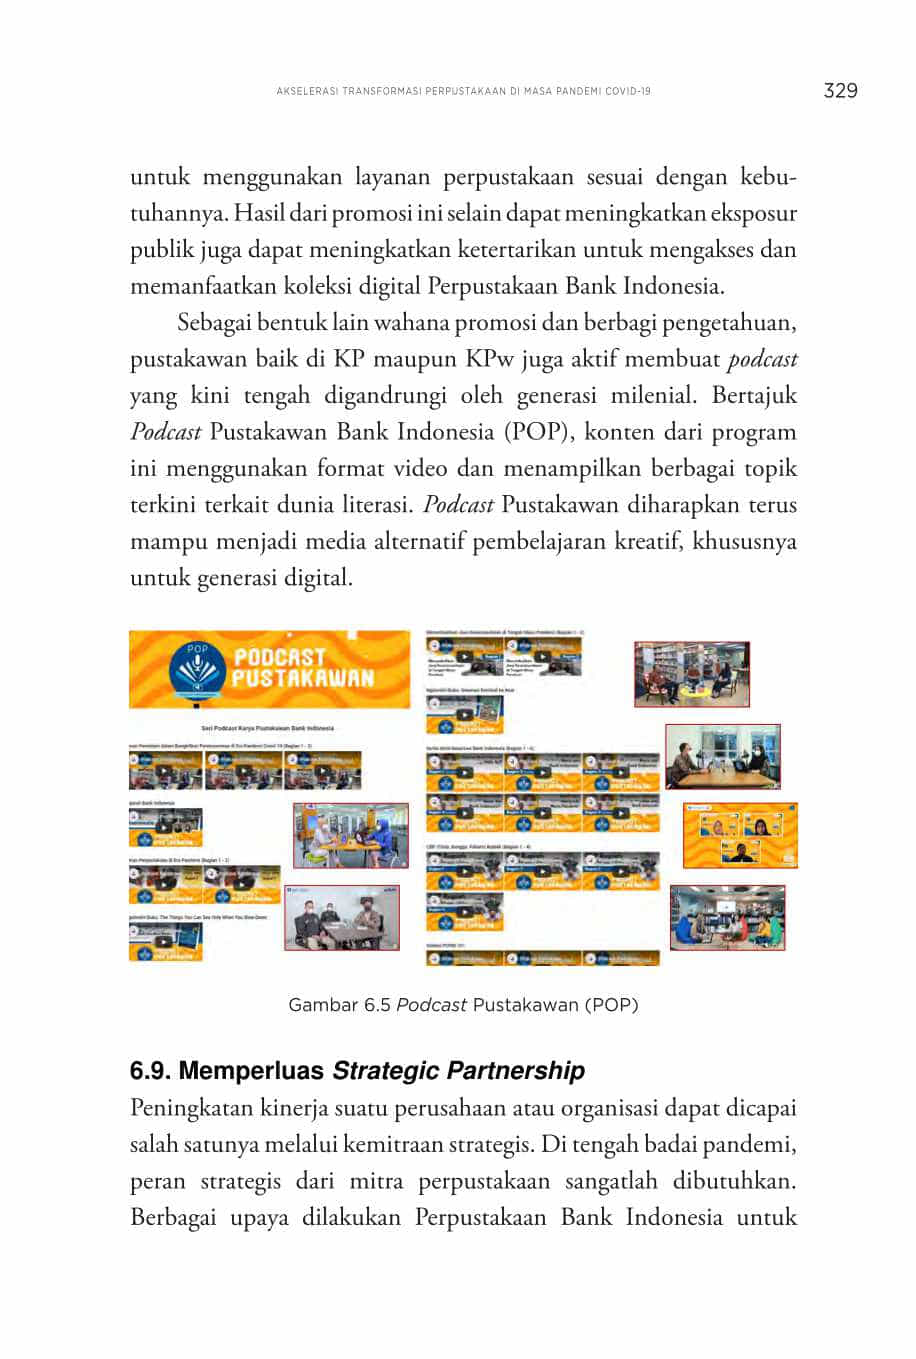 AKSELERASI TRANSFORMASI PERPUSTAKAAN DI MASA PANDEMI COVID-19
329
untuk menggunakan layanan perpustakaan sesuai dengan kebu-
tuhannya. Hasil dari promosi ini selain dapat meningkatkan eksposur
publik juga dapat meningkatkan ketertarikan untuk mengakses dan
memanfaatkan koleksi digital Perpustakaan Bank Indonesia.
Sebagai bentuk lain wahana promosi dan berbagi pengetahuan,
pustakawan baik di KP maupun KPw juga aktif membuat podcast
yang kini tengah digandrungi oleh generasi milenial. Bertajuk
Podcast Pustakawan Bank Indonesia (POP), konten dari program
ini menggunakan format video dan menampilkan berbagai topik
terkini terkait dunia literasi. Podcast Pustakawan diharapkan terus
mampu menjadi media alternatif pembelajaran kreatif, khususnya
untuk generasi digital.
POP
PODCAST
PUSTAKAWAN
Seri Podcast Karya Pustakawan Bank Indonesia
Gambar 6.5 Podcast Pustakawan (POP)
6.9. Memperluas Strategic Partnership
Peningkatan kinerja suatu perusahaan atau organisasi dapat dicapai
salah satunya melalui kemitraan strategis. Di tengah badai pandemi,
peran strategis dari mitra perpustakaan sangatlah dibutuhkan.
Berbagai upaya dilakukan Perpustakaan Bank Indonesia untuk